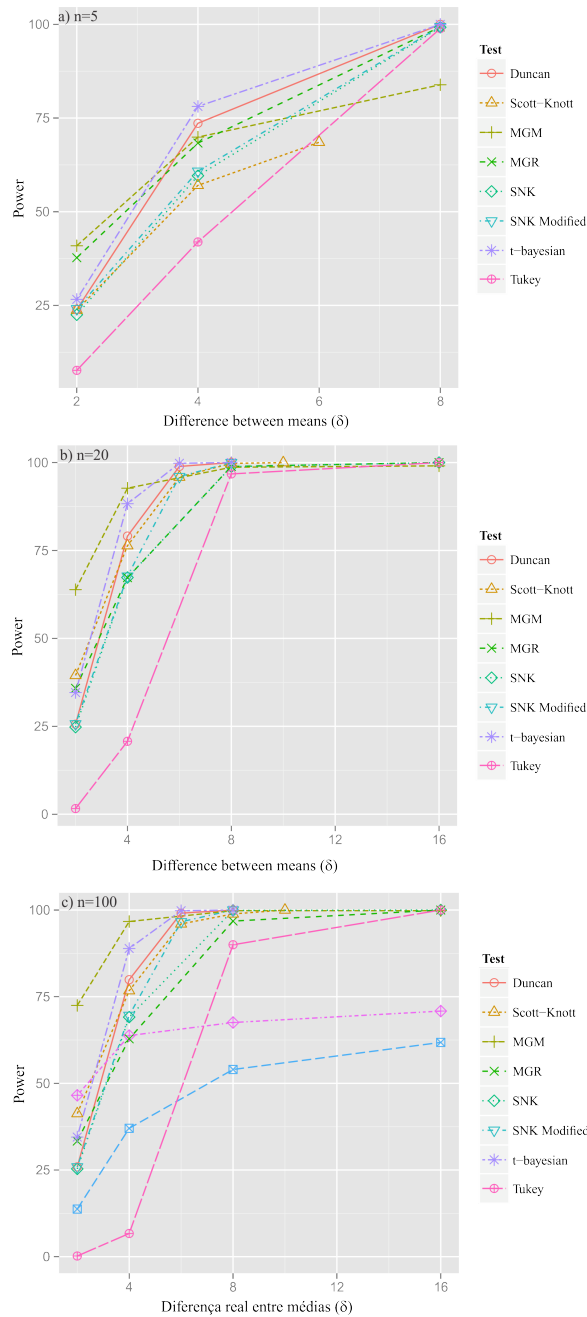 a) n=5
100
75
50
25
Power
2
4
6
8
Difference between means (δ)
Test
Duncan
Scott−Knott
MGM
MGR
SNK
SNK Modified
t−bayesian
Tukey
b) n=20
100
75
50
25
0
Power
4
8
12
16
Difference between means (δ)
Test
Duncan
Scott−Knott
MGM
MGR
SNK
SNK Modified
t−bayesian
Tukey
c) n=100
100
75
50
25
0
Power
4
8
12
16
Diferença real entre médias (δ)
Test
Duncan
Scott−Knott
MGM
MGR
SNK
SNK Modified
t−bayesian
Tukey